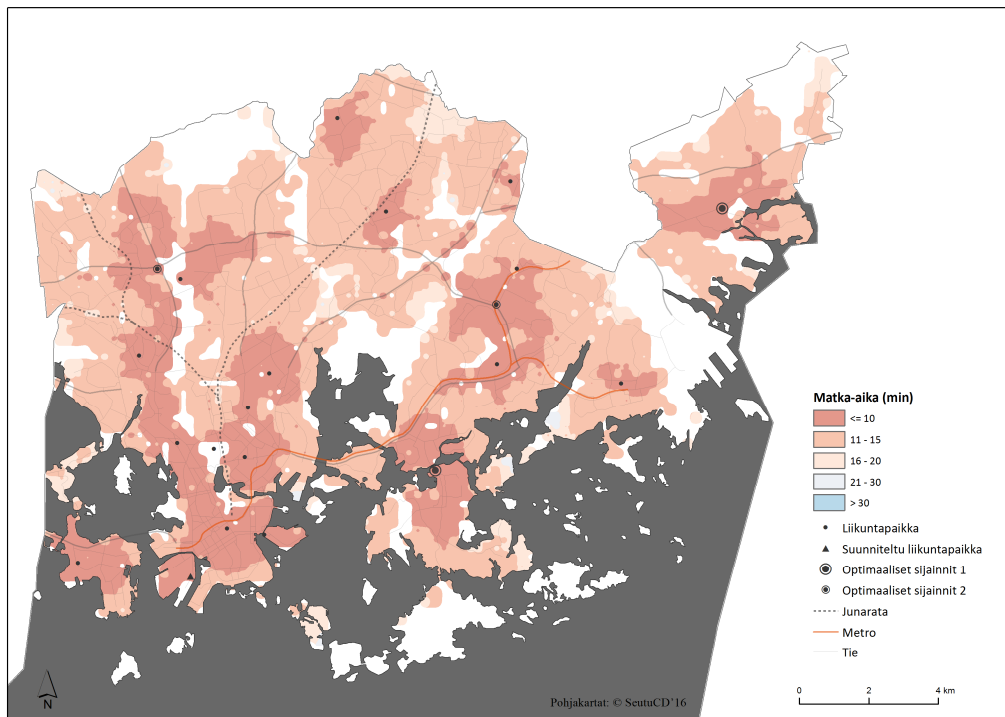 Matka-aika (min)
<= 10
11 - 15
16 - 20
21 - 30
> 30
Liikuntapaikka
Suunniteltu liikuntapaikka
Optimaaliset sijainnit 1
Optimaaliset sijainnit 2
Junarata
Metro
Tie
N
Pohjakartat: © SeutuCD'16
0 2 4 km